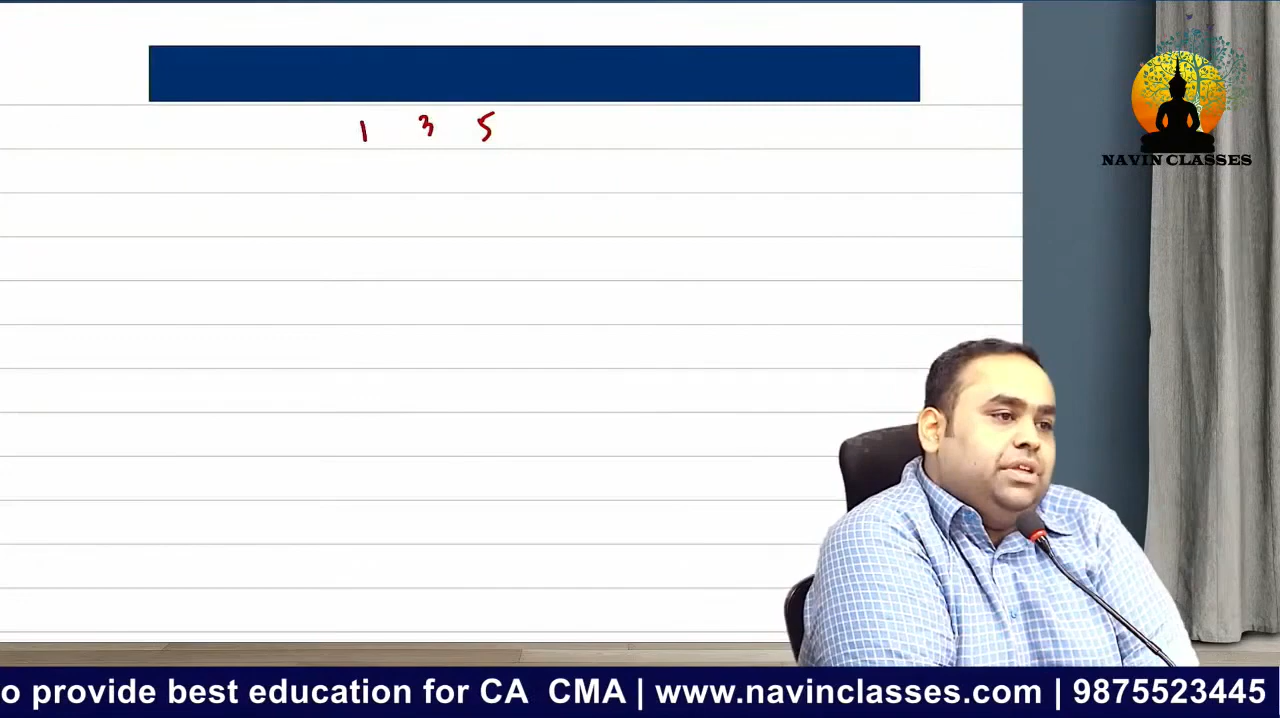 NAVIN CLASSES
1 3 5
o provide best education for CA CMA | www.navinclasses.com | 9875523445